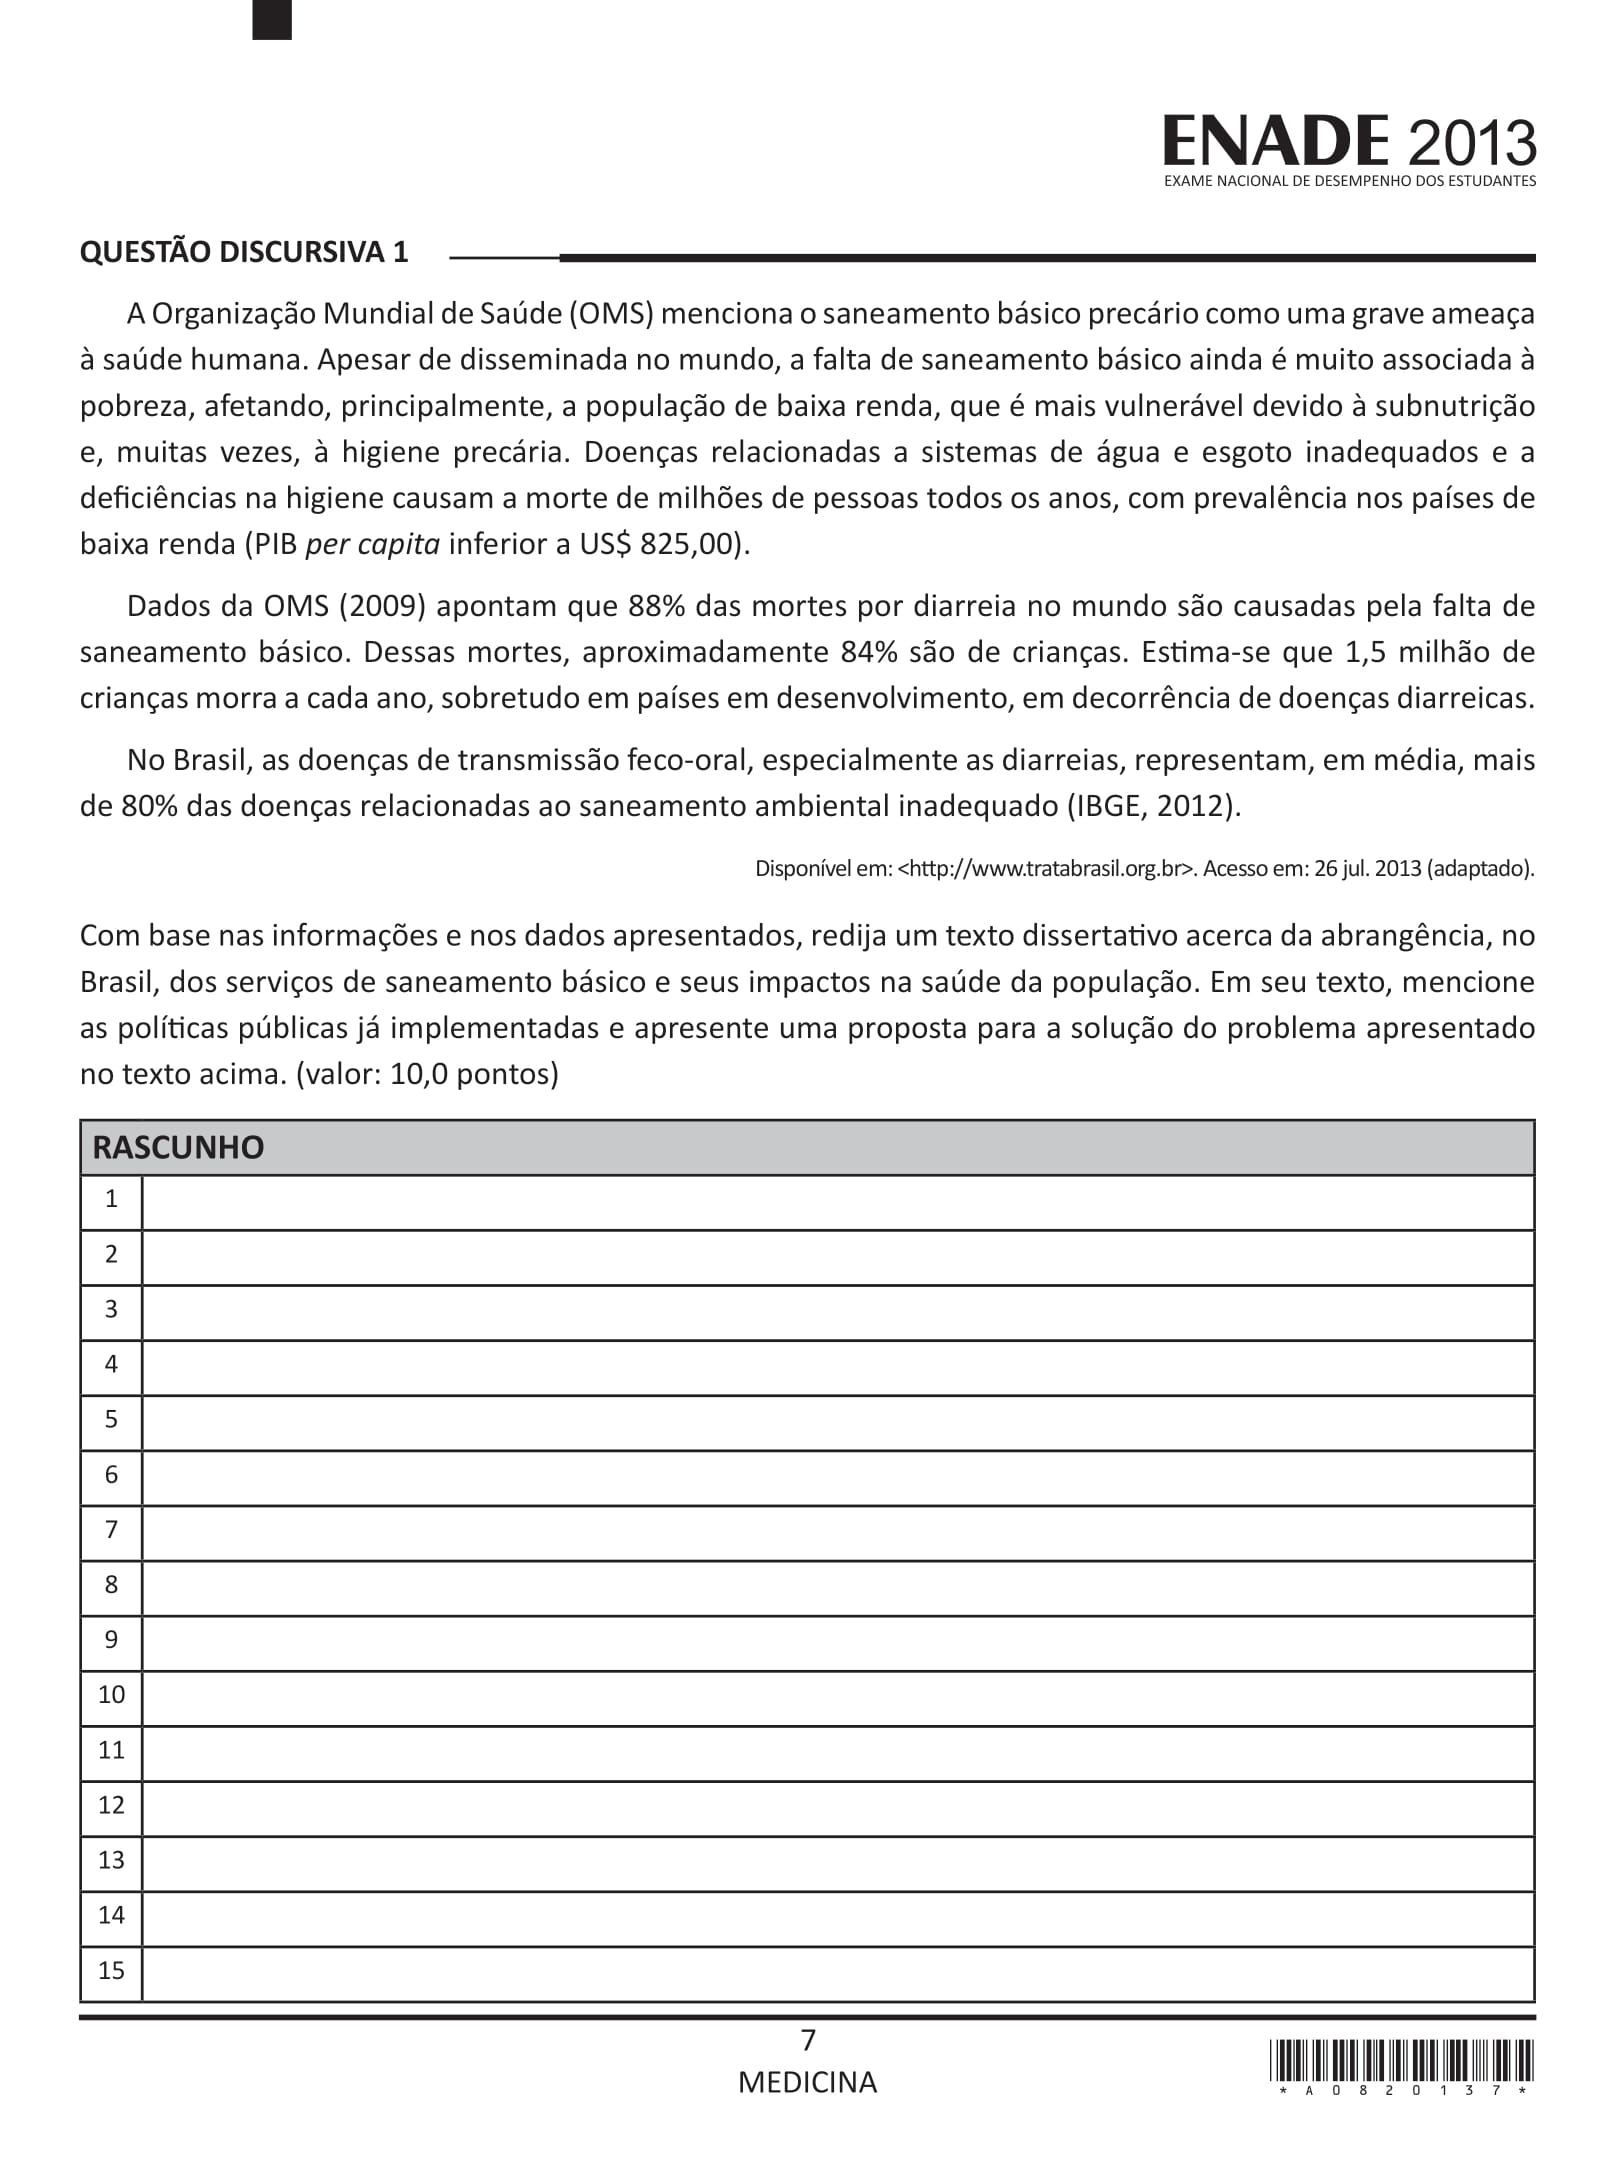 ENADE 2013
EXAME NACIONAL DE DESEMPENHO DOS ESTUDANTES
QUESTÃO DISCURSIVA 1
A Organização Mundial de Saúde (OMS) menciona o saneamento básico precário como uma grave ameaça
à saúde humana. Apesar de disseminada no mundo, a falta de saneamento básico ainda é muito associada à
pobreza, afetando, principalmente, a população de baixa renda, que é mais vulnerável devido à subnutrição
e, muitas vezes, à higiene precária. Doenças relacionadas a sistemas de água e esgoto inadequados e a
deficiências na higiene causam a morte de milhões de pessoas todos os anos, com prevalência nos países de
baixa renda (PIB per capita inferior a US$ 825,00).
Dados da OMS (2009) apontam que 88% das mortes por diarreia no mundo são causadas pela falta de
saneamento básico. Dessas mortes, aproximadamente 84% são de crianças. Estima-se que 1,5 milhão de
crianças morra a cada ano, sobretudo em países em desenvolvimento, em decorrência de doenças diarreicas.
No Brasil, as doenças de transmissão feco-oral, especialmente as diarreias, representam, em média, mais
de 80% das doenças relacionadas ao saneamento ambiental inadequado (IBGE, 2012).
Disponível em: <http://www.tratabrasil.org.br>. Acesso em: 26 jul. 2013 (adaptado).
Com base nas informações e nos dados apresentados, redija um texto dissertativo acerca da abrangência, no
Brasil, dos serviços de saneamento básico e seus impactos na saúde da população. Em seu texto, mencione
as políticas públicas já implementadas e apresente uma proposta para a solução do problema apresentado
no texto acima. (valor: 10,0 pontos)
RASCUNHO
1
2
3
4
5
6
7
8
9
10
11
12
13
14
15
7
MEDICINA
* A 0 8 2 0 1 3 7 *